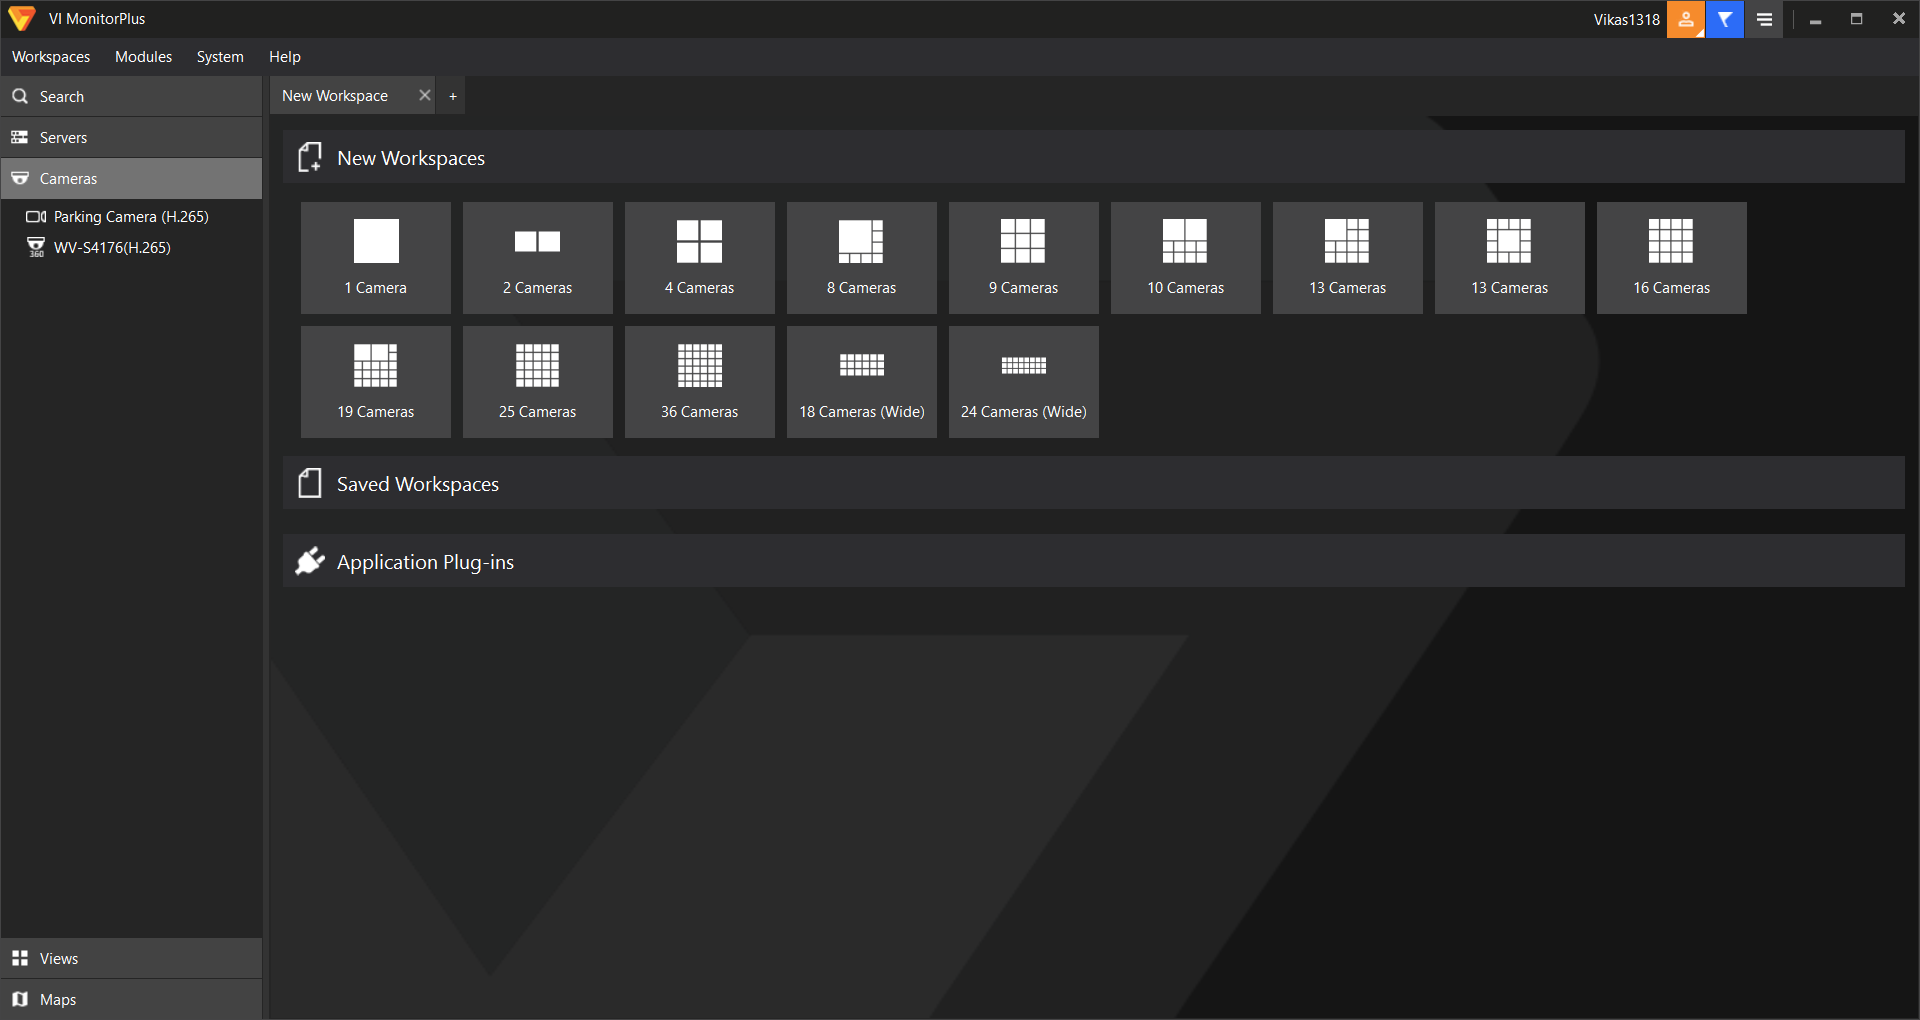 VI MonitorPlus
Vikas1318
Workspaces Modules System Help
Search
Servers
Cameras
Parking Camera (H.265)
360 WV-S4176(H.265)
Views
Maps
New Workspace +
New Workspaces
1 Camera 2 Cameras 4 Cameras 8 Cameras 9 Cameras 10 Cameras 13 Cameras 13 Cameras 16 Cameras
19 Cameras 25 Cameras 36 Cameras 18 Cameras (Wide) 24 Cameras (Wide)
Saved Workspaces
Application Plug-ins